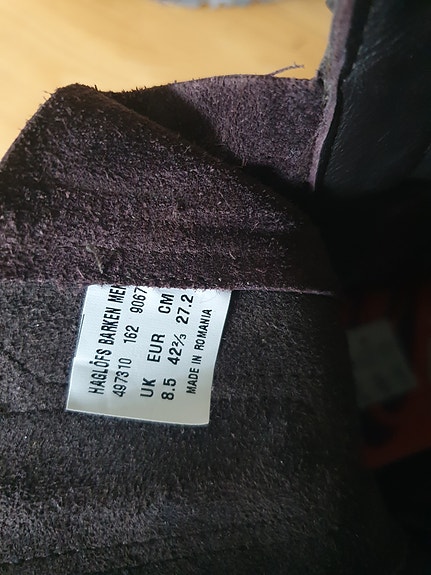 HAGLÖFS BARKEN MEN
497310 162 9067
UK EUR CM
8.5 42⅔ 27.2
MADE IN ROMANIA